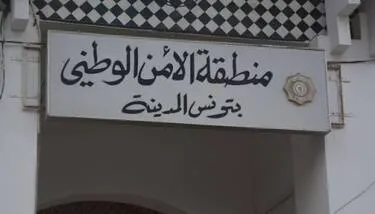 منطقة الأمن الوطني
بتونس المدينة